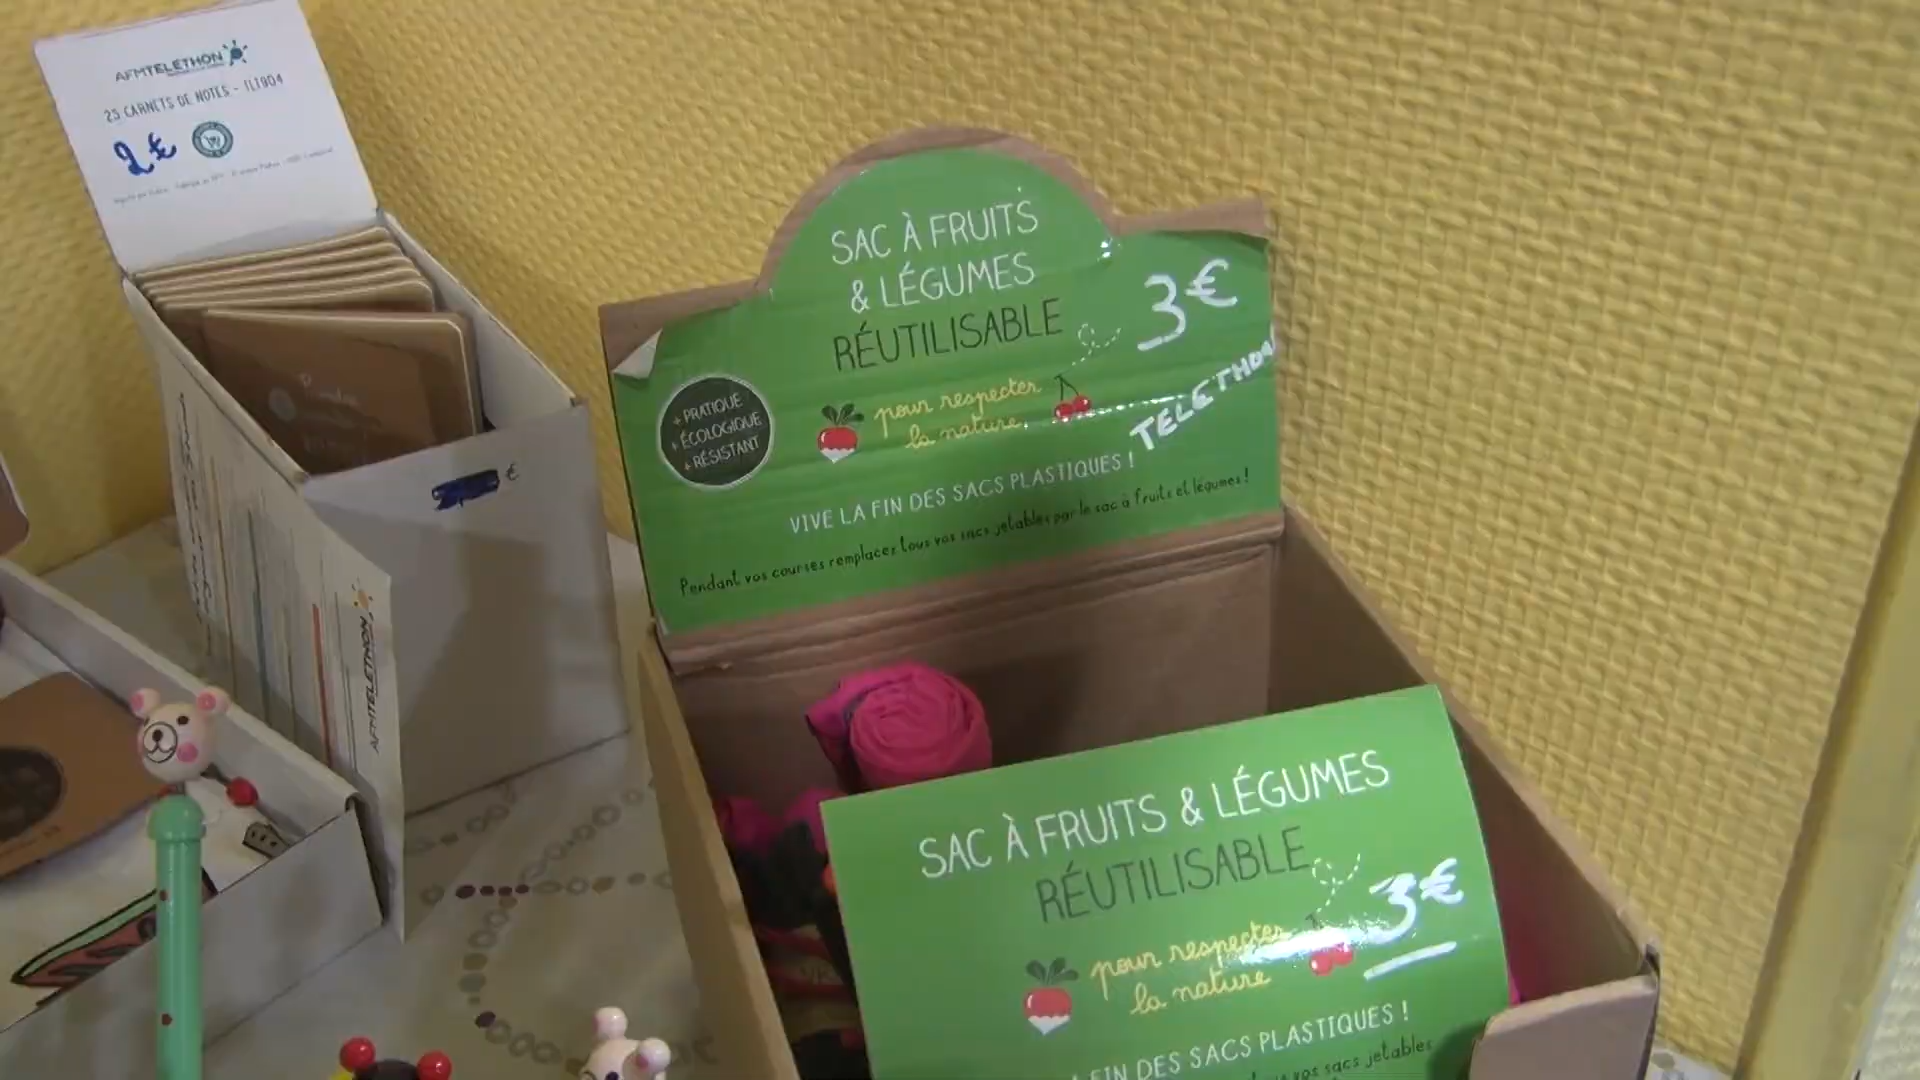 AFMTELETHON
25 CARNETS DE NOTES - TLT904
2€
€
AFMTELETHON
SAC À FRUITS
& LÉGUMES
RÉUTILISABLE
3€
TELETHON
+ PRATIQUE
+ ÉCOLOGIQUE
+ RÉSISTANT
pour respecter
la nature.
VIVE LA FIN DES SACS PLASTIQUES !
Pendant vos courses remplacez tous vos sacs jetables par le sac à fruits et légumes !
SAC À FRUITS & LÉGUMES
RÉUTILISABLE
3€
pour respecter
la nature
FIN DES SACS PLASTIQUES !
vos sacs jetables